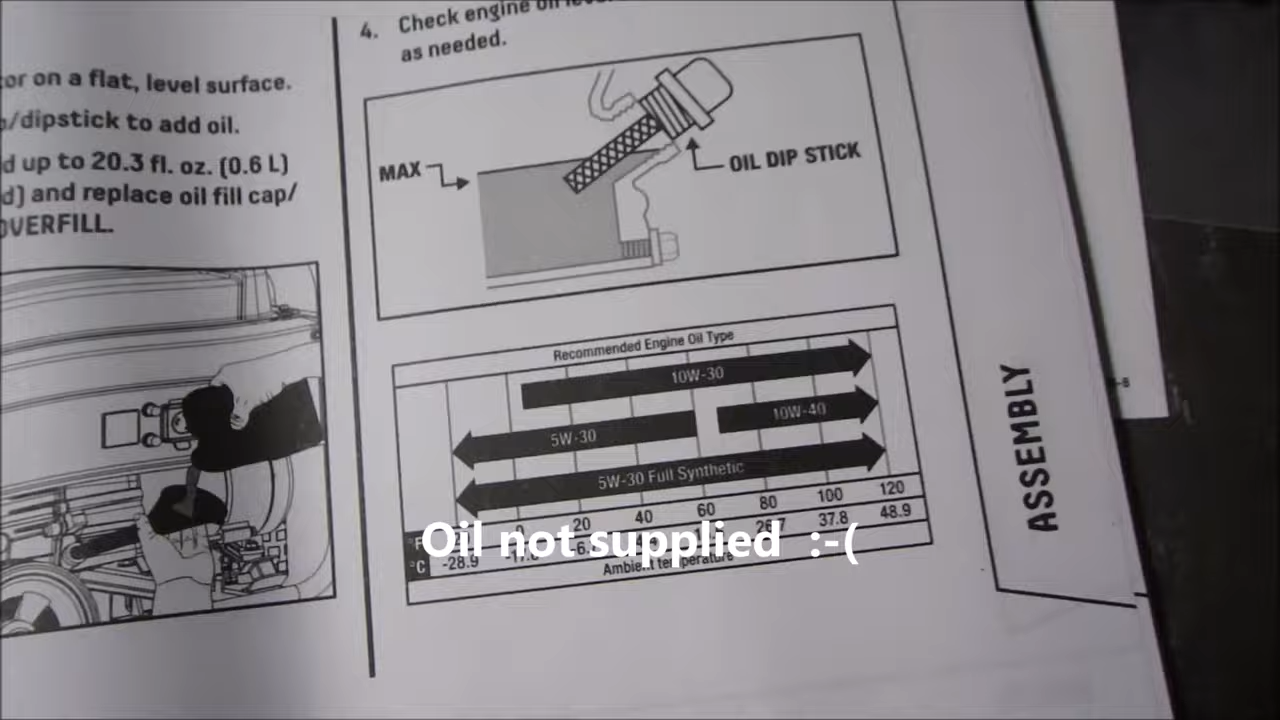 or on a flat, level surface.
/dipstick to add oil.
d up to 20.3 fl. oz. (0.6 L)
d) and replace oil fill cap/
OVERFILL.
4. Check engine oil
as needed.
MAX
OIL DIP STICK
Recommended Engine Oil Type
10W-30
10W-40
5W-30
5W-30 Full Synthetic
°F 0 20 40 60 80 100 120
°C -28.9 37.8 48.9
Ambient temperature
Oil not supplied :-(
ASSEMBLY